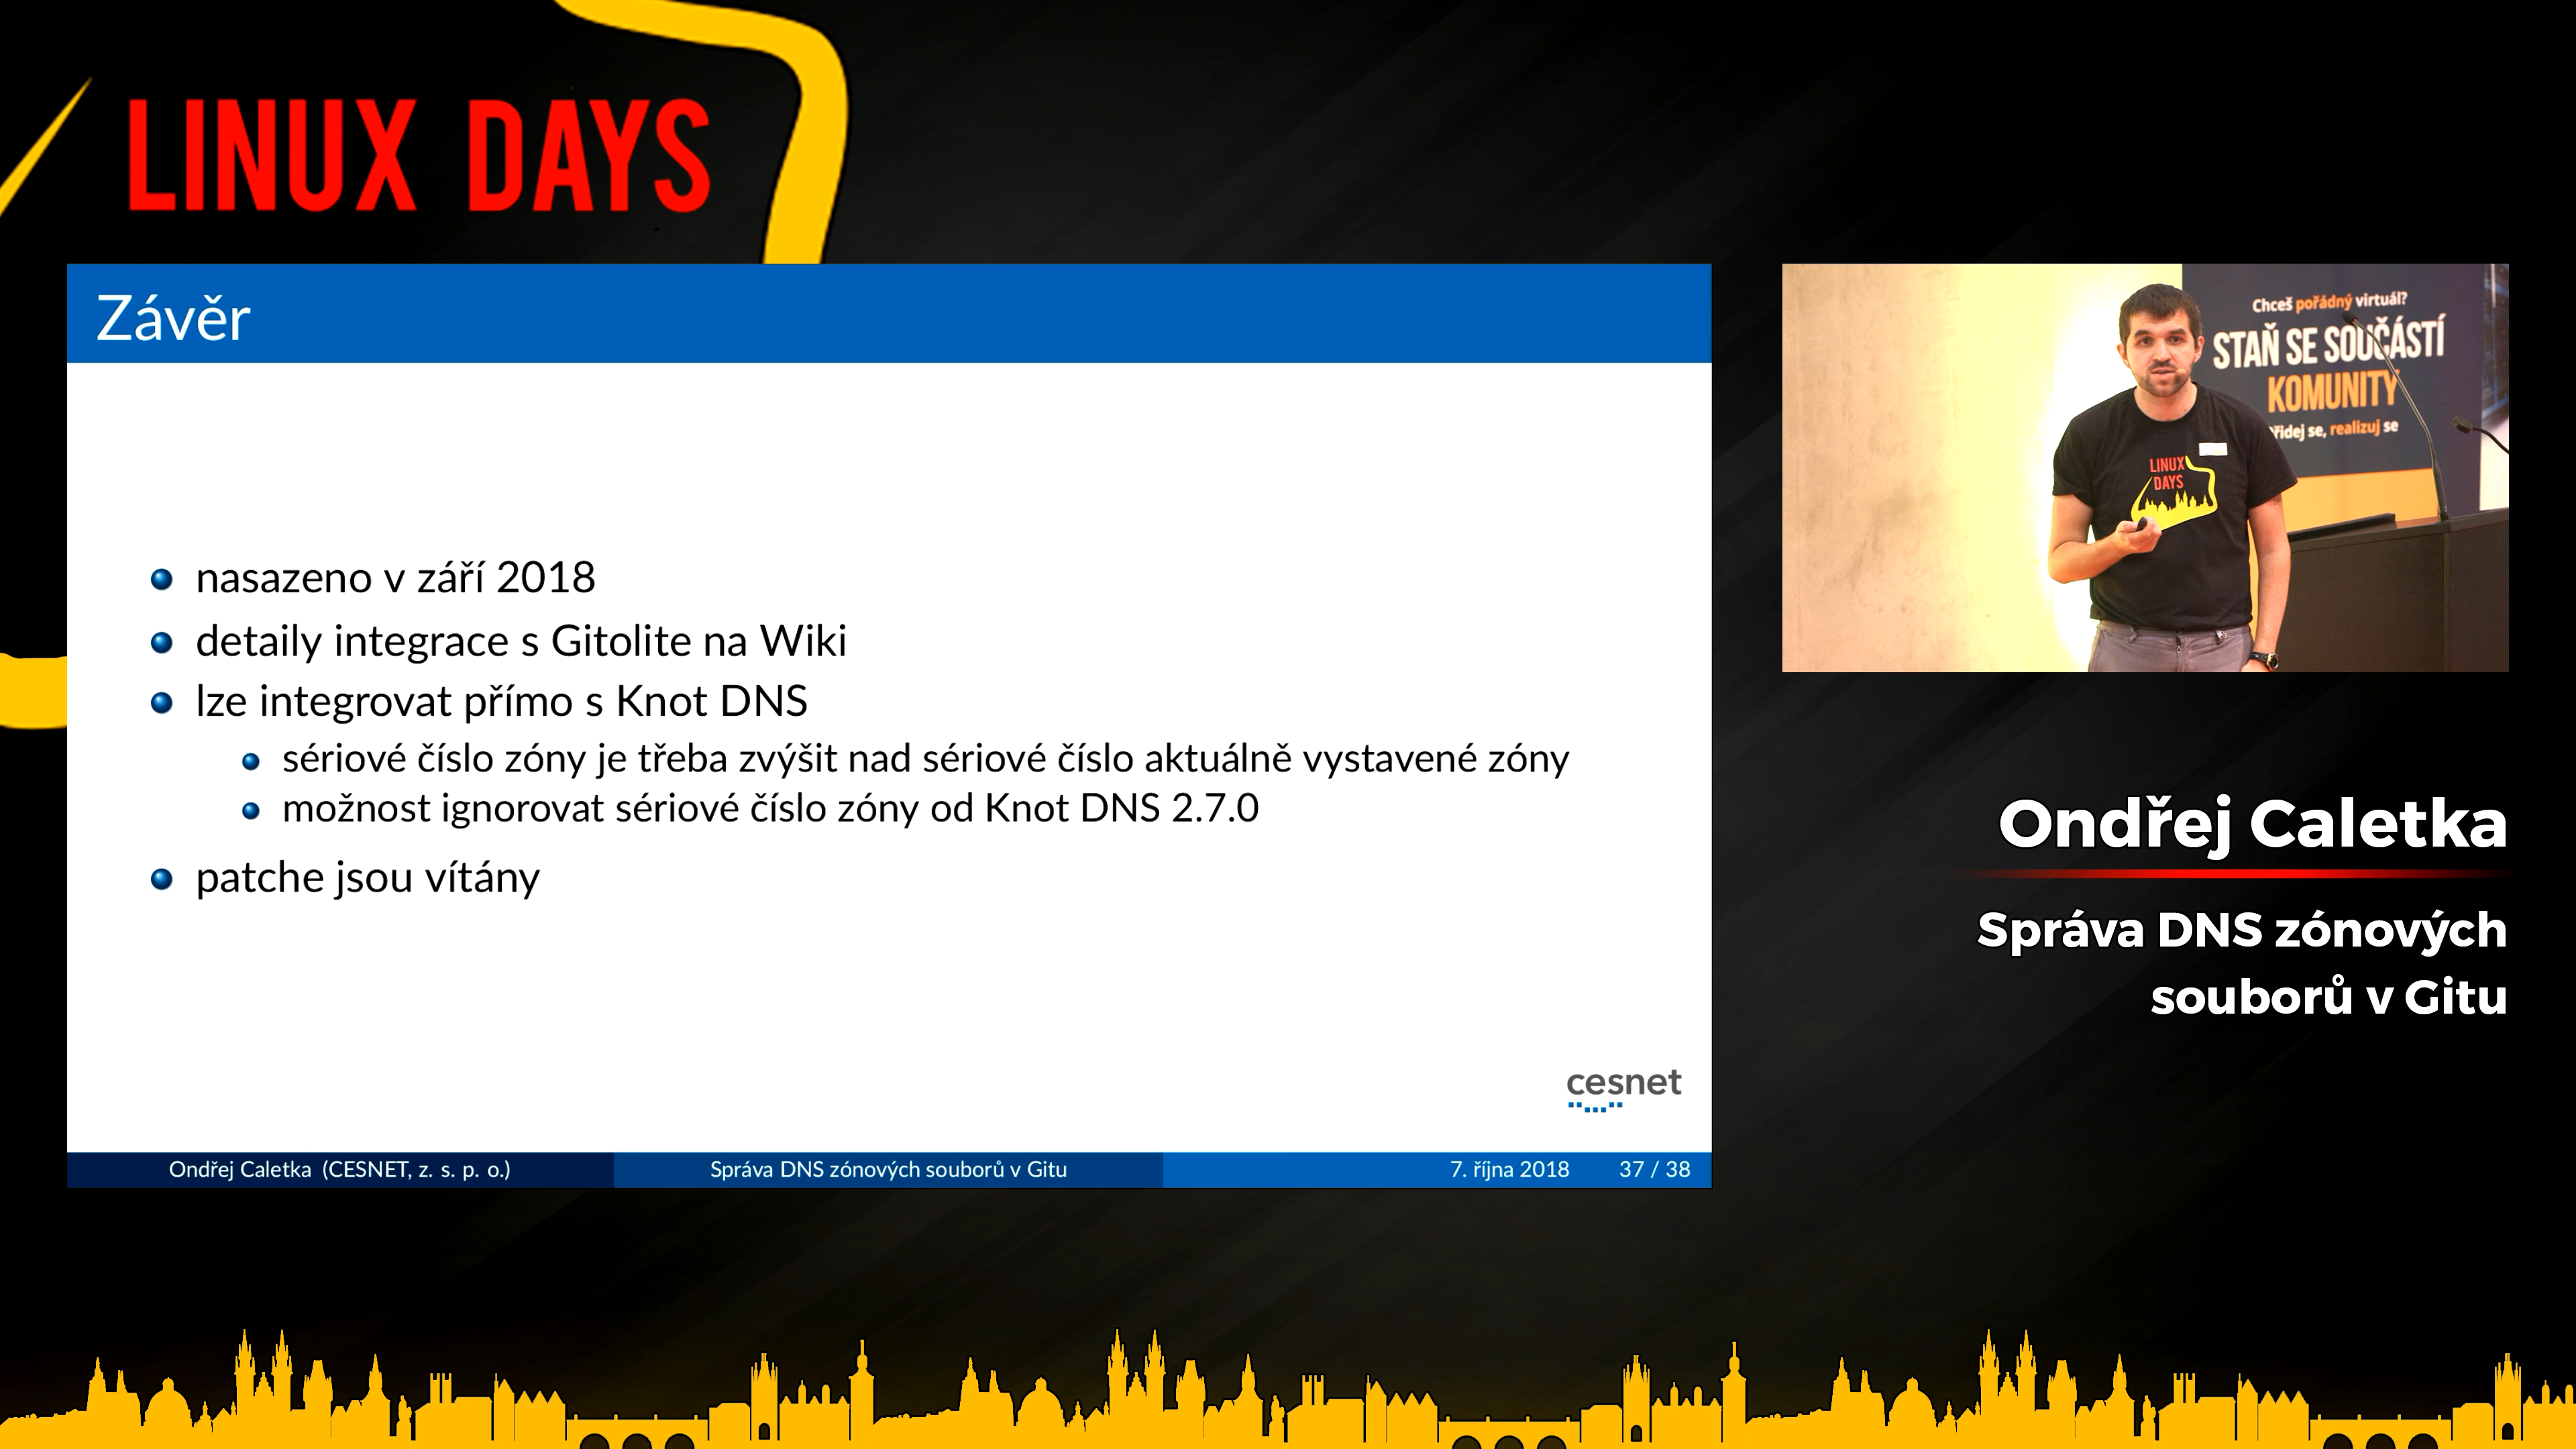 LINUX DAYS
Závěr
nasazeno v září 2018
detaily integrace s Gitolite na Wiki
lze integrovat přímo s Knot DNS
sériové číslo zóny je třeba zvýšit nad sériové číslo aktuálně vystavené zóny
možnost ignorovat sériové číslo zóny od Knot DNS 2.7.0
patche jsou vítány
cesnet
Ondřej Caletka (CESNET, z. s. p. o.)
Správa DNS zónových souborů v Gitu
7. října 2018
37 / 38
Chceš pořádný virtuál?
STAŇ SE SOUČÁSTÍ
KOMUNITY
se, realizuj se
LINUX
DAYS
Ondřej Caletka
Správa DNS zónových
souborů v Gitu